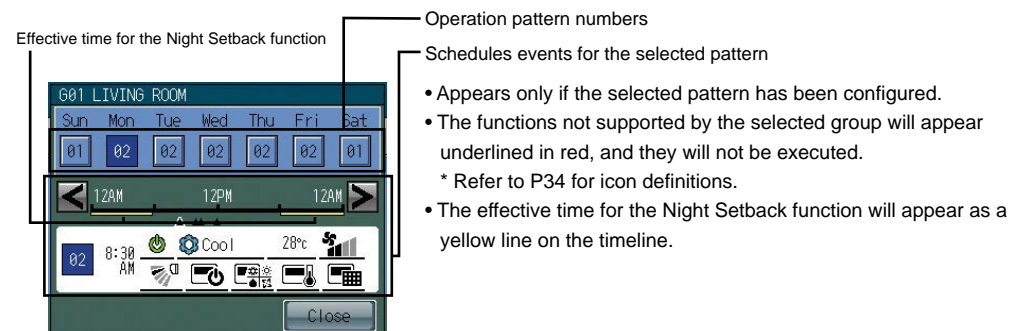 Operation pattern numbers
Effective time for the Night Setback function
Schedules events for the selected pattern
• Appears only if the selected pattern has been configured.
• The functions not supported by the selected group will appear
underlined in red, and they will not be executed.
* Refer to P34 for icon definitions.
• The effective time for the Night Setback function will appear as a
yellow line on the timeline.
G01 LIVING ROOM
Sun Mon Tue Wed Thu Fri Sat
01 02 02 02 02 02 01
12AM 12PM 12AM
02 8:30 AM Cool 28°C
Close